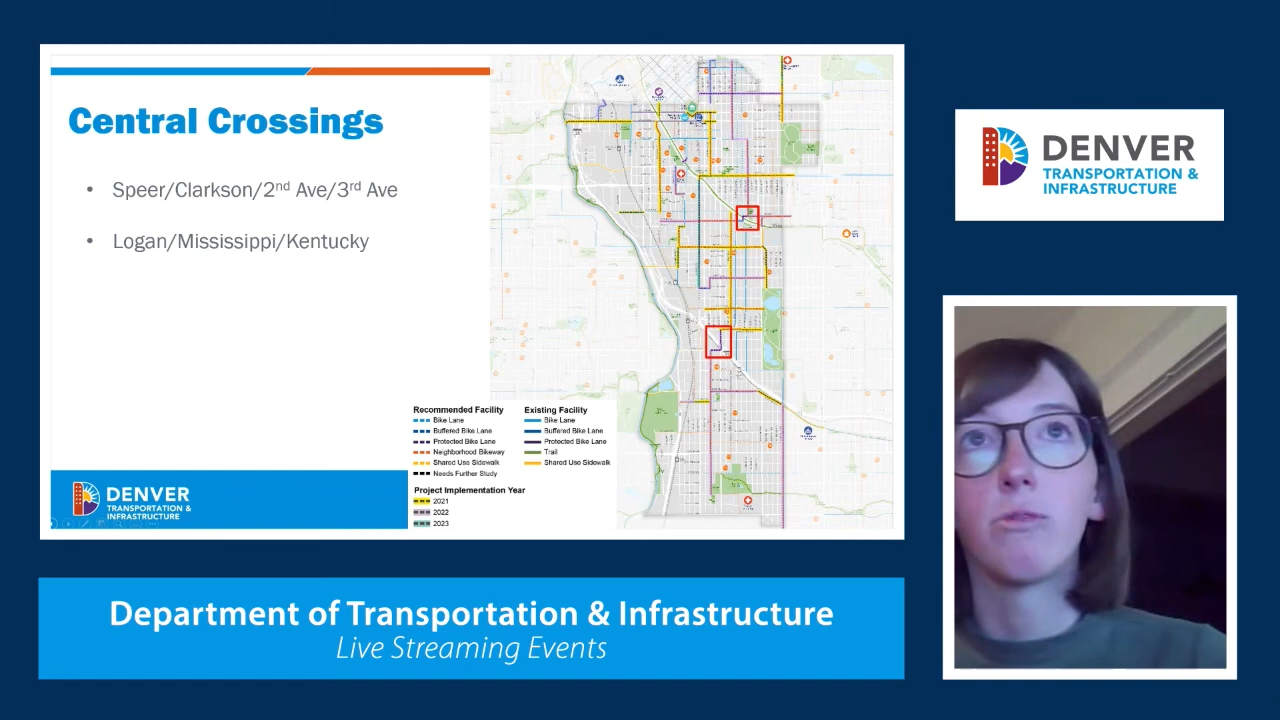 Central Crossings
• Speer/Clarkson/2nd Ave/3rd Ave
• Logan/Mississippi/Kentucky
Recommended Facility
Bike Lane
Buffered Bike Lane
Protected Bike Lane
Neighborhood Bikeway
Shared Use Sidewalk
Needs Further Study
Existing Facility
Bike Lane
Buffered Bike Lane
Protected Bike Lane
Trail
Shared Use Sidewalk
Project Implementation Year
2021
2022
2023
DENVER
TRANSPORTATION &
INFRASTRUCTURE
DENVER
TRANSPORTATION &
INFRASTRUCTURE
Department of Transportation & Infrastructure
Live Streaming Events